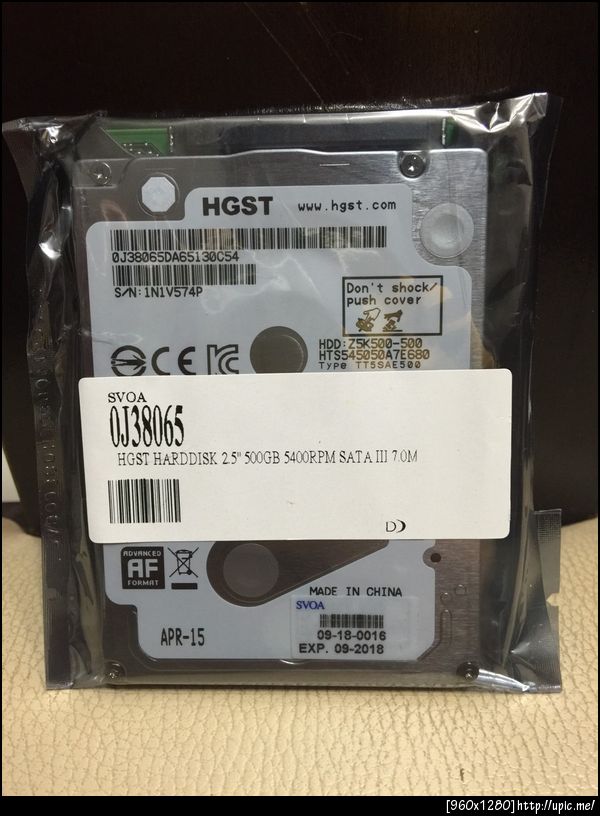 HGST www.hgst.com
0J38065DA65130C54
S/N: 1N1V574P
Don't shock/
push cover
HDD: Z5K500-500
HTS545050A7E680
Type TT5SAE500
CE
SVOA
0J38065
HGST HARDDISK 2.5" 500GB 5400RPM SATA III 7.0M
D
ADVANCED
AF
FORMAT
MADE IN CHINA
SVOA
09-18-0016
EXP. 09-2018
APR-15
[960x1280]http://upic.me/